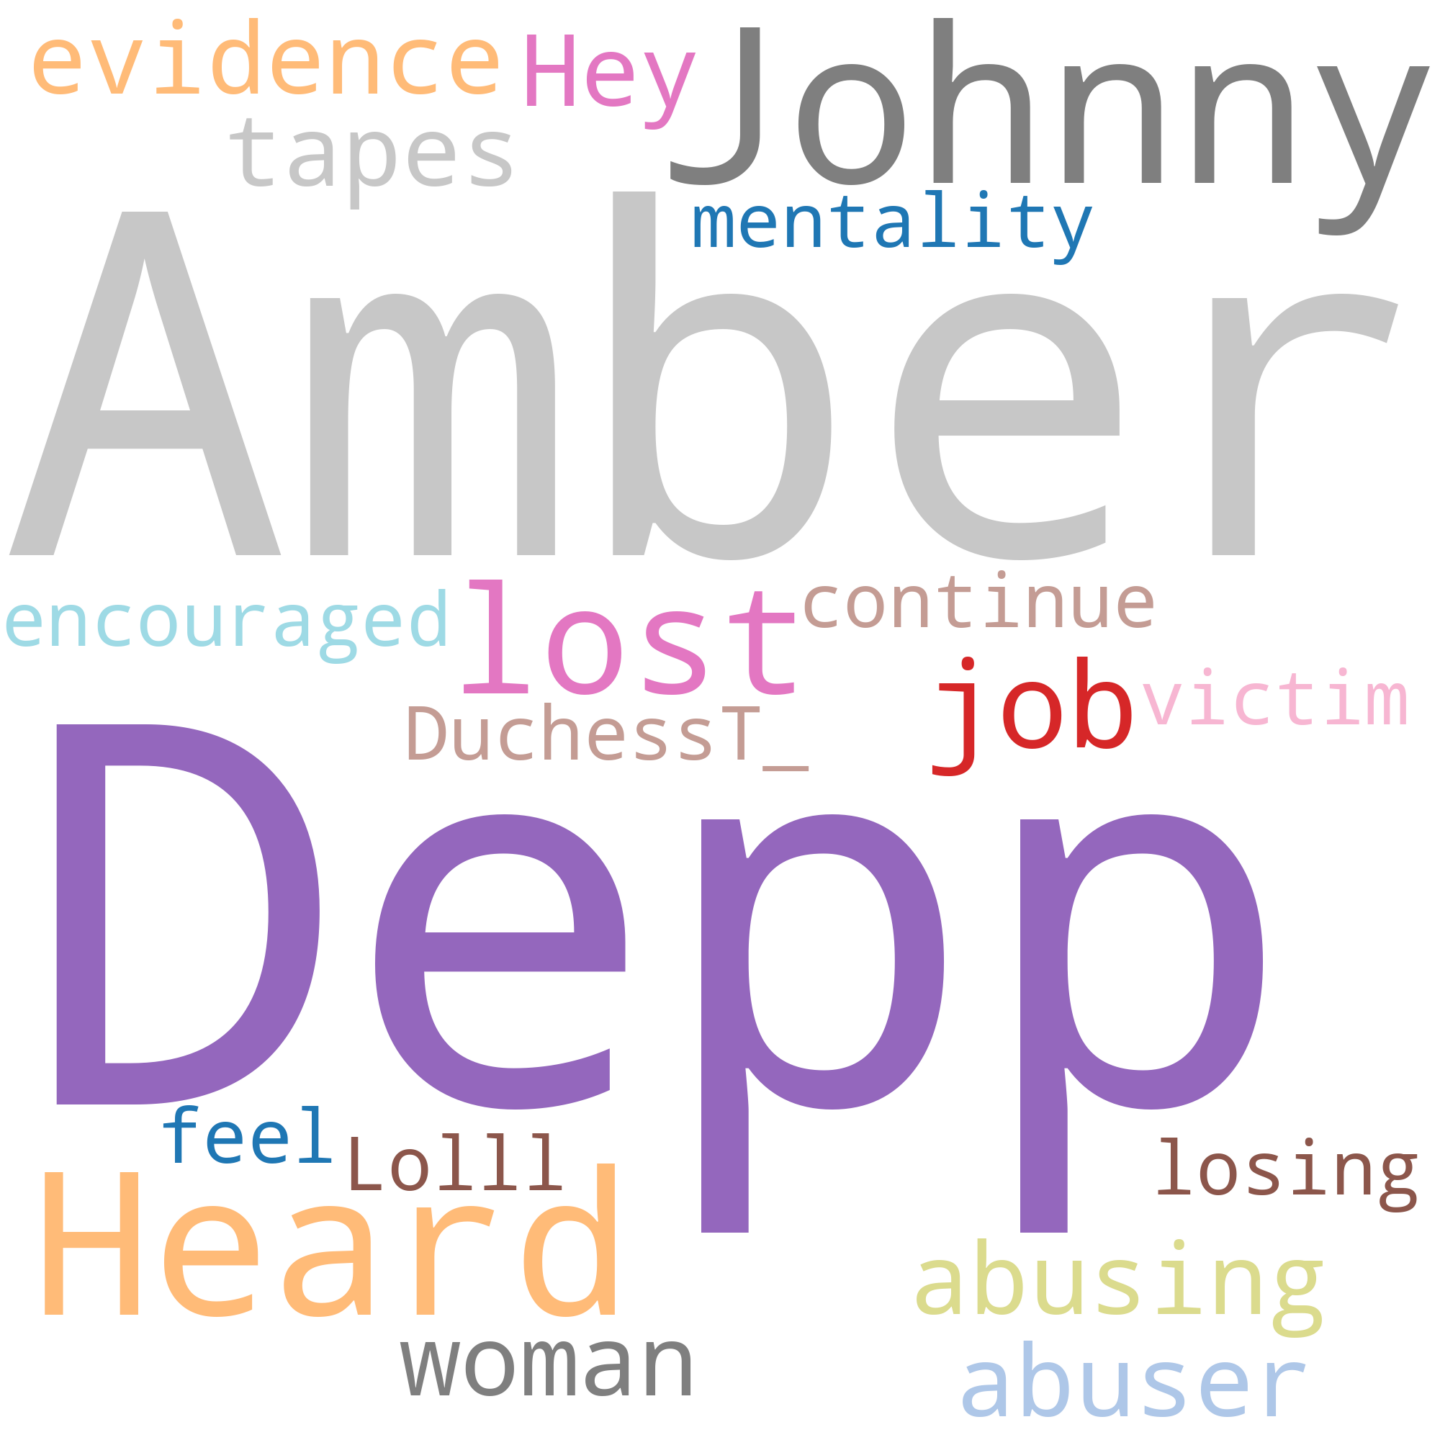 evidence Hey Johnny
tapes
mentality
Amber
encouraged lost continue
DuchessT_ job victim
Depp
feel Lolll losing
Heard abusing
woman abuser